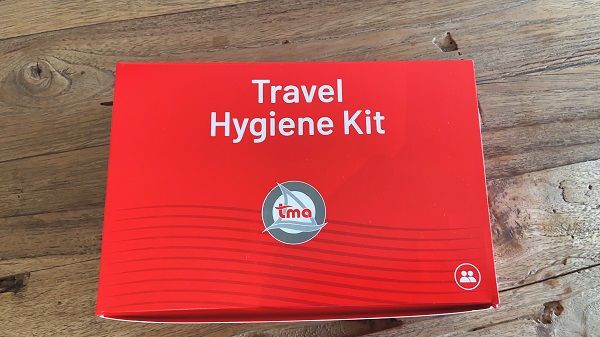 Travel
Hygiene Kit
tma